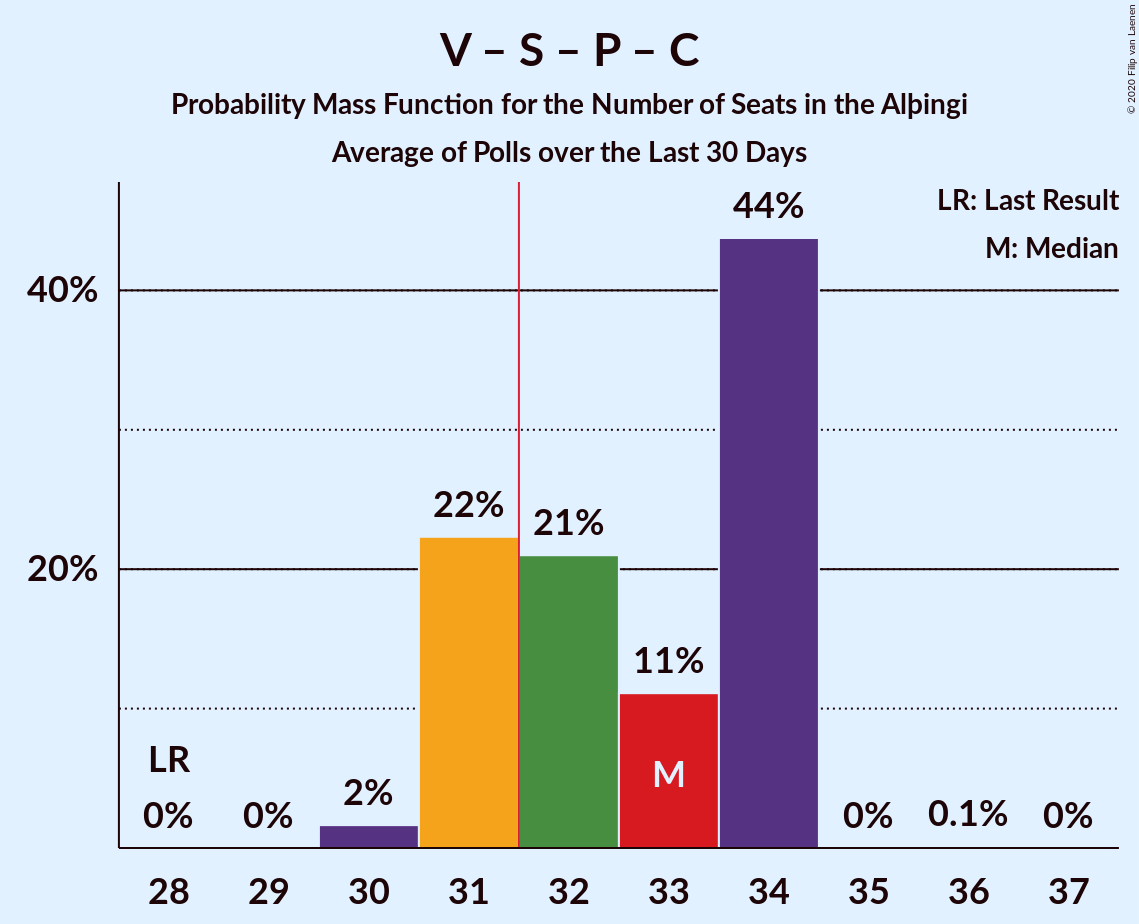 V – S – P – C
Probability Mass Function for the Number of Seats in the Alþingi
Average of Polls over the Last 30 Days
© 2020 Filip van Laenen
LR: Last Result
M: Median
40%
20%
LR
0%
0%
2%
22%
21%
11%
M
44%
0%
0.1%
0%
28 29 30 31 32 33 34 35 36 37